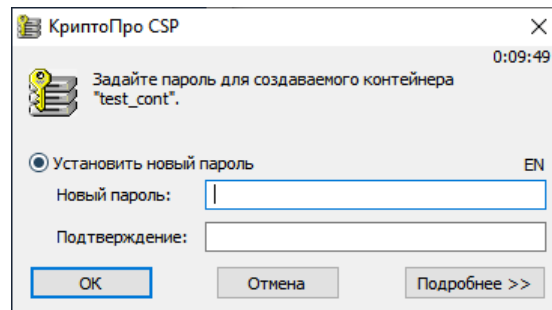 КриптоПро CSP
0:09:49
Задайте пароль для создаваемого контейнера
"test_cont".
Установить новый пароль
EN
Новый пароль:
Подтверждение:
ОК
Отмена
Подробнее >>